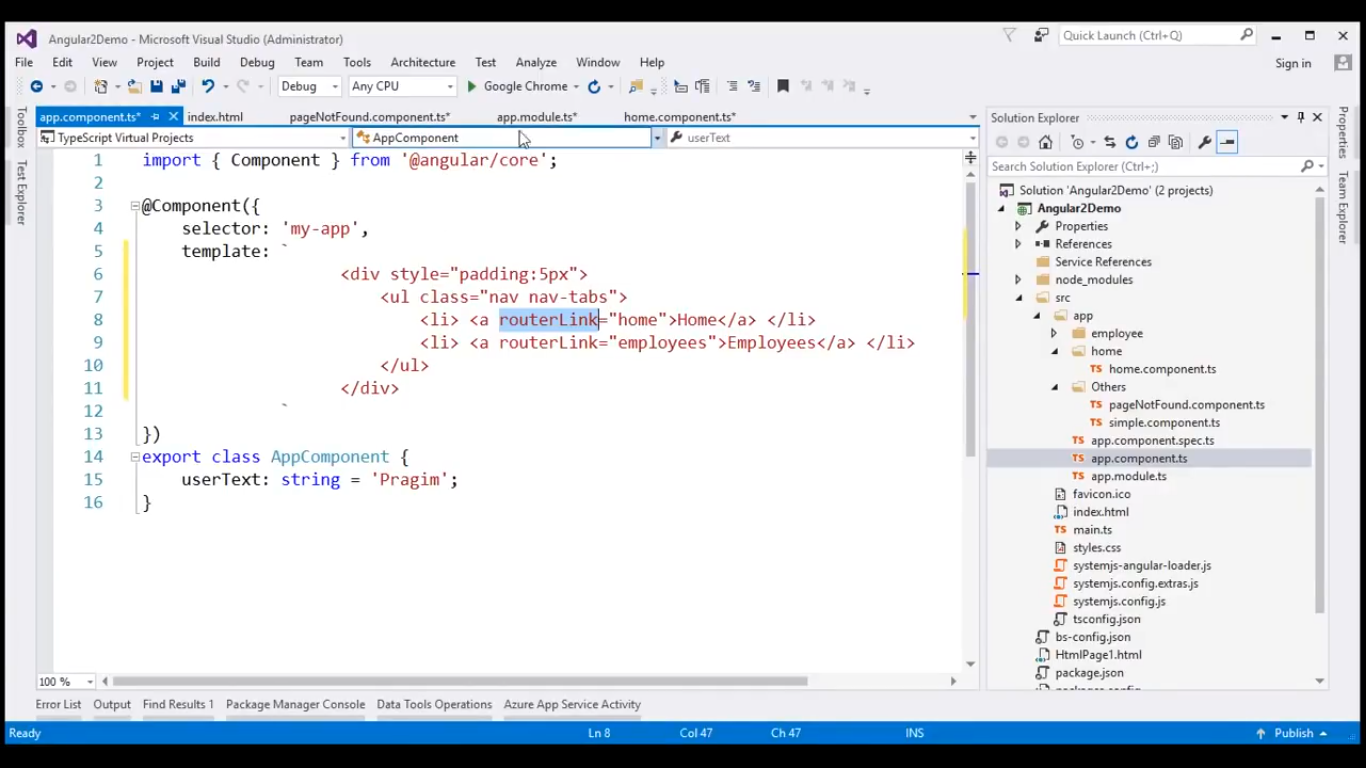 Angular2Demo - Microsoft Visual Studio (Administrator)
Quick Launch (Ctrl+Q)
File Edit View Project Build Debug Team Tools Architecture Test Analyze Window Help
Sign in
Debug Any CPU Google Chrome
app.component.ts* index.html pageNotFound.component.ts* app.module.ts* home.component.ts*
TypeScript Virtual Projects AppComponent userText
Toolbox
Test Explorer
1 import { Component } from '@angular/core';
2
3 @Component({
4 selector: 'my-app',
5 template: `
6 <div style="padding:5px">
7 <ul class="nav nav-tabs">
8 <li> <a routerLink="home">Home</a> </li>
9 <li> <a routerLink="employees">Employees</a> </li>
10 </ul>
11 </div>
12 `
13 })
14 export class AppComponent {
15 userText: string = 'Pragim';
16 }
100 %
Solution Explorer
Search Solution Explorer (Ctrl+;)
Solution 'Angular2Demo' (2 projects)
Angular2Demo
Properties
References
Service References
node_modules
src
app
employee
home
TS home.component.ts
Others
TS pageNotFound.component.ts
TS simple.component.ts
TS app.component.spec.ts
TS app.component.ts
TS app.module.ts
favicon.ico
index.html
TS main.ts
styles.css
systemjs-angular-loader.js
systemjs.config.extras.js
systemjs.config.js
tsconfig.json
bs-config.json
HtmlPage1.html
package.json
Properties
Team Explorer
Error List Output Find Results 1 Package Manager Console Data Tools Operations Azure App Service Activity
Ready Ln 8 Col 47 Ch 47 INS Publish